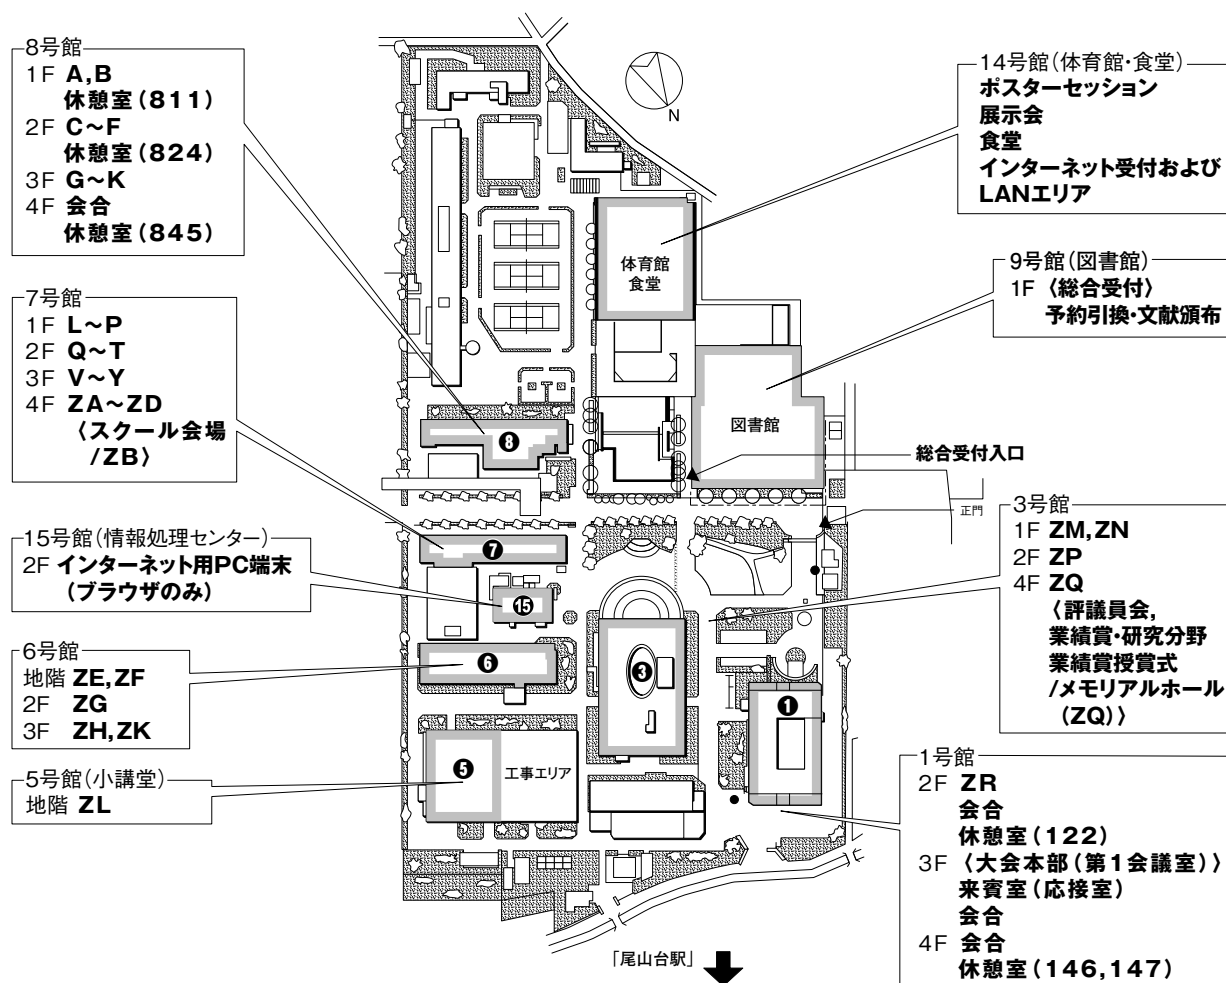 8号館
1F A,B
休憩室(811)
2F C~F
休憩室(824)
3F G~K
4F 会合
休憩室(845)
7号館
1F L~P
2F Q~T
3F V~Y
4F ZA~ZD
〈スクール会場
/ZB〉
15号館(情報処理センター)
2F インターネット用PC端末
(ブラウザのみ)
6号館
地階 ZE,ZF
2F ZG
3F ZH,ZK
5号館(小講堂)
地階 ZL
N
体育館
食堂
図書館
8
総合受付入口
正門
7
15
6
3
1
5
工事エリア
「尾山台駅」
14号館(体育館・食堂)
ポスターセッション
展示会
食堂
インターネット受付および
LANエリア
9号館(図書館)
1F 〈総合受付〉
予約引換・文献頒布
3号館
1F ZM,ZN
2F ZP
4F ZQ
〈評議員会,
業績賞・研究分野
業績賞授賞式
/メモリアルホール
(ZQ)〉
1号館
2F ZR
会合
休憩室(122)
3F 〈大会本部(第1会議室)〉
来賓室(応接室)
会合
4F 会合
休憩室(146,147)